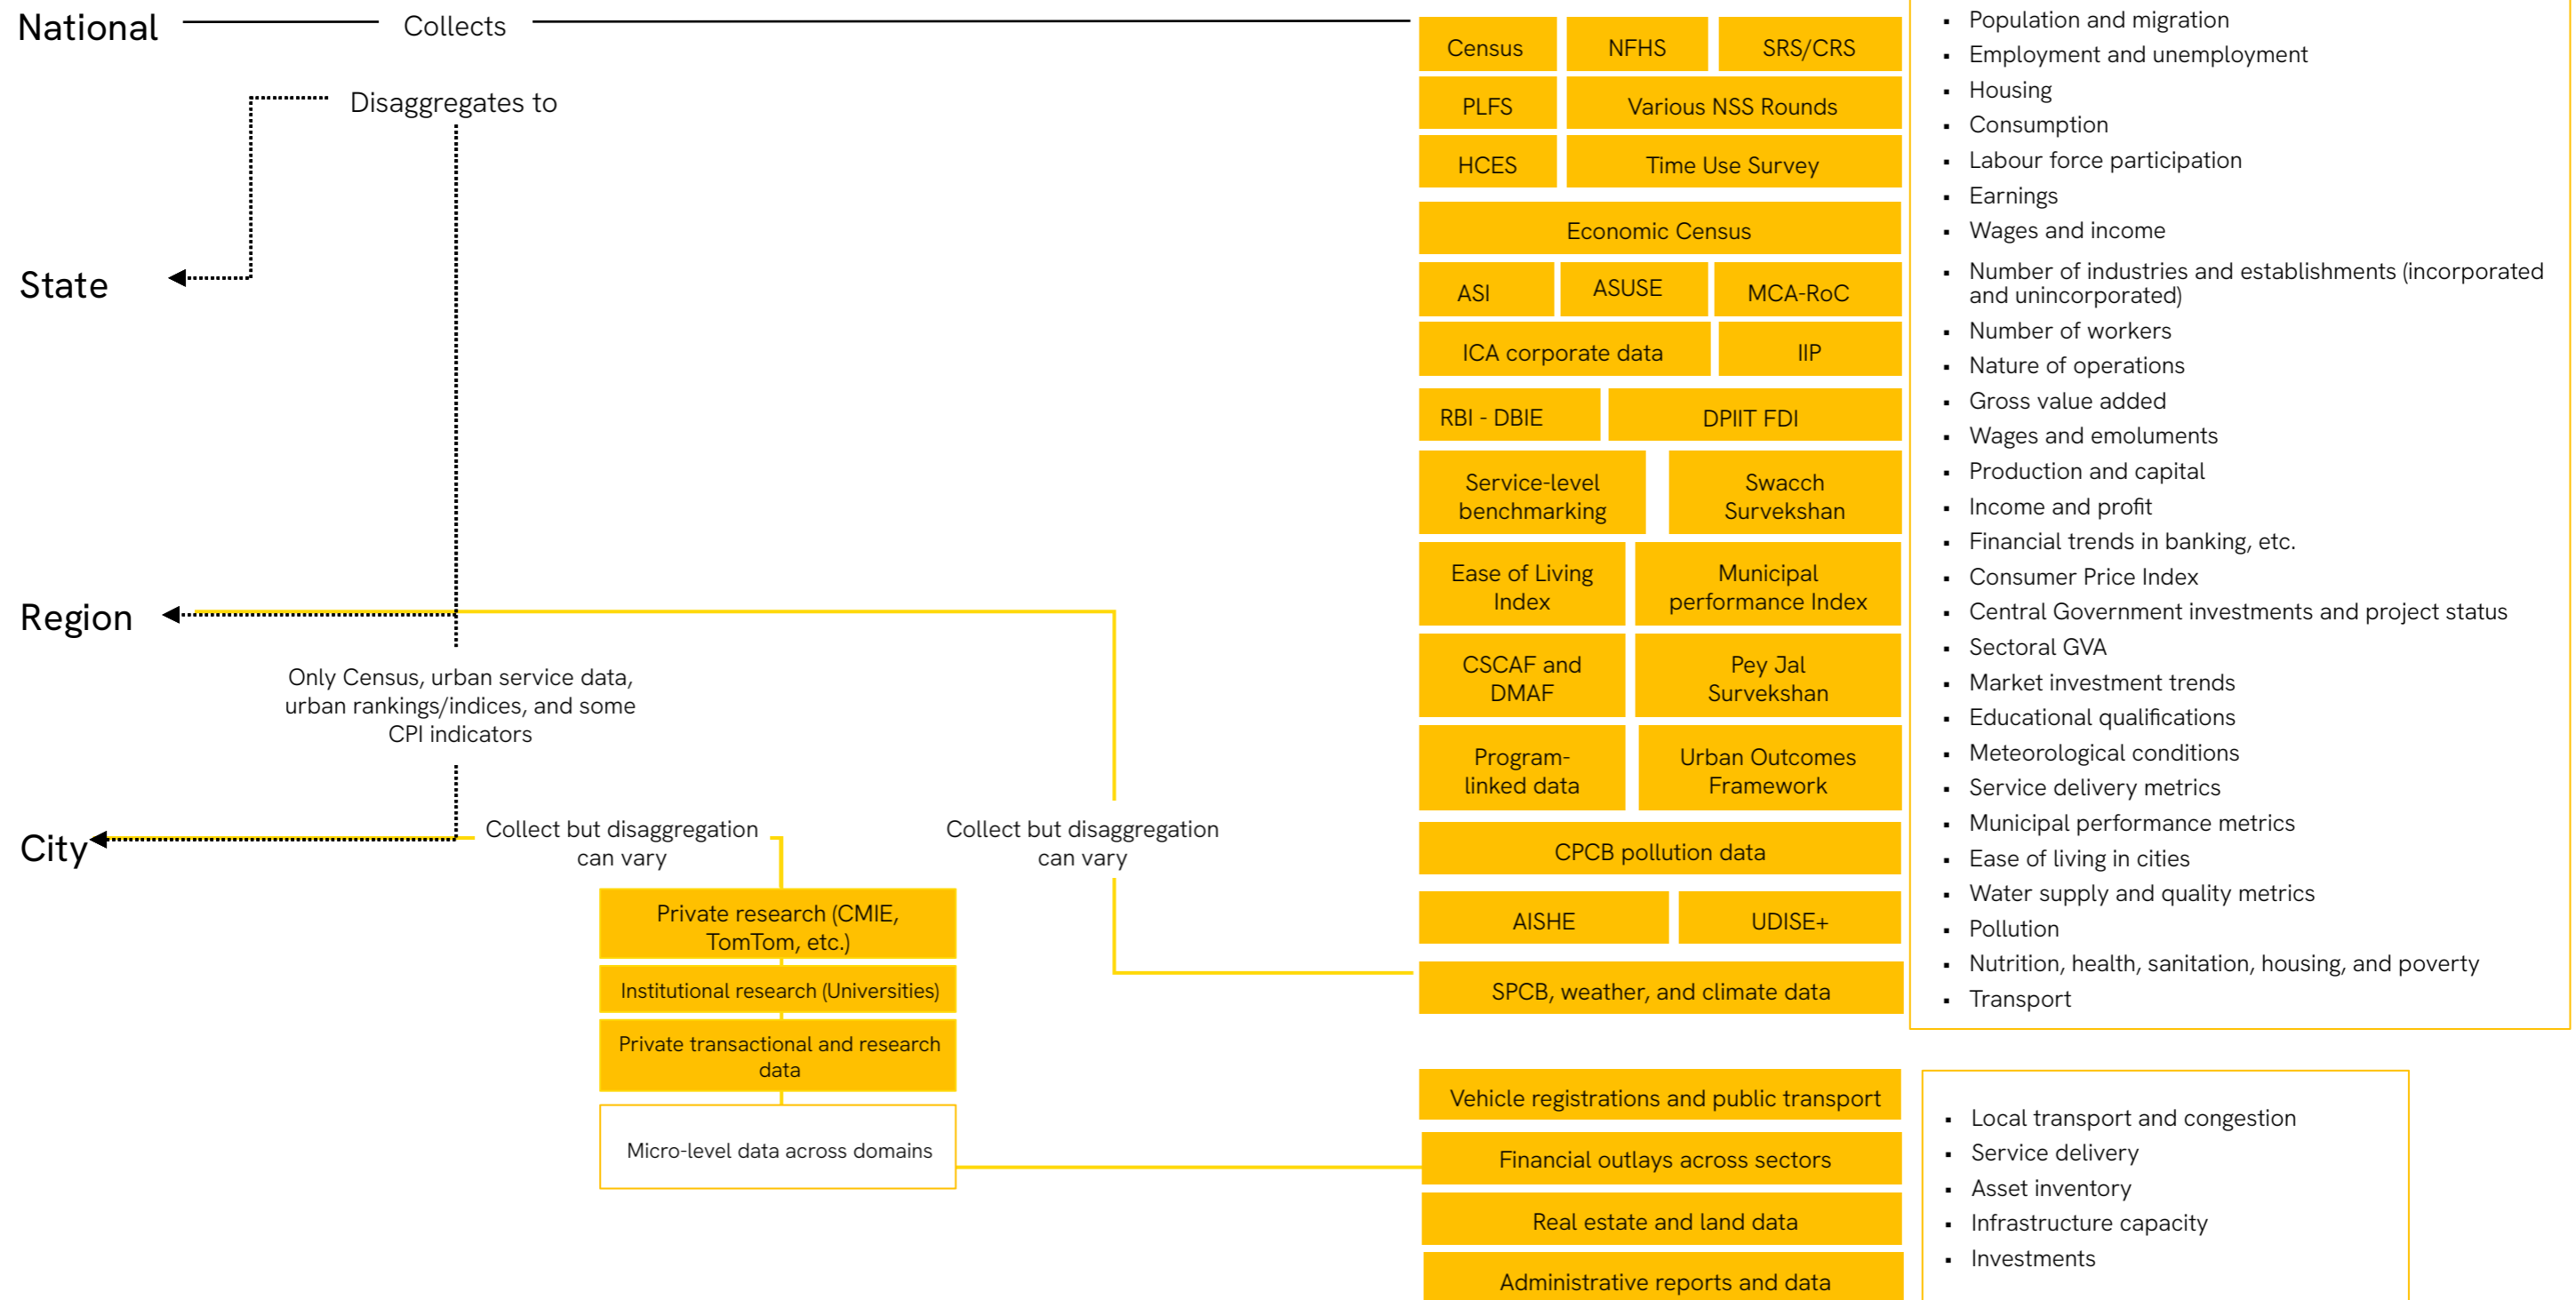 National
Collects
Disaggregates to
State
Region
Only Census, urban service data,
urban rankings/indices, and some
CPI indicators
City
Collect but disaggregation
can vary
Collect but disaggregation
can vary
Private research (CMIE,
TomTom, etc.)
Institutional research (Universities)
Private transactional and research
data
Micro-level data across domains
Census
NFHS
SRS/CRS
PLFS
Various NSS Rounds
HCES
Time Use Survey
Economic Census
ASI
ASUSE
MCA-RoC
ICA corporate data
IIP
RBI - DBIE
DPIIT FDI
Service-level
benchmarking
Swacch
Survekshan
Ease of Living
Index
Municipal
performance Index
CSCAF and
DMAF
Pey Jal
Survekshan
Program-
linked data
Urban Outcomes
Framework
CPCB pollution data
AISHE
UDISE+
SPCB, weather, and climate data
▪ Population and migration
▪ Employment and unemployment
▪ Housing
▪ Consumption
▪ Labour force participation
▪ Earnings
▪ Wages and income
▪ Number of industries and establishments (incorporated
and unincorporated)
▪ Number of workers
▪ Nature of operations
▪ Gross value added
▪ Wages and emoluments
▪ Production and capital
▪ Income and profit
▪ Financial trends in banking, etc.
▪ Consumer Price Index
▪ Central Government investments and project status
▪ Sectoral GVA
▪ Market investment trends
▪ Educational qualifications
▪ Meteorological conditions
▪ Service delivery metrics
▪ Municipal performance metrics
▪ Ease of living in cities
▪ Water supply and quality metrics
▪ Pollution
▪ Nutrition, health, sanitation, housing, and poverty
▪ Transport
Vehicle registrations and public transport
Financial outlays across sectors
Real estate and land data
Administrative reports and data
▪ Local transport and congestion
▪ Service delivery
▪ Asset inventory
▪ Infrastructure capacity
▪ Investments